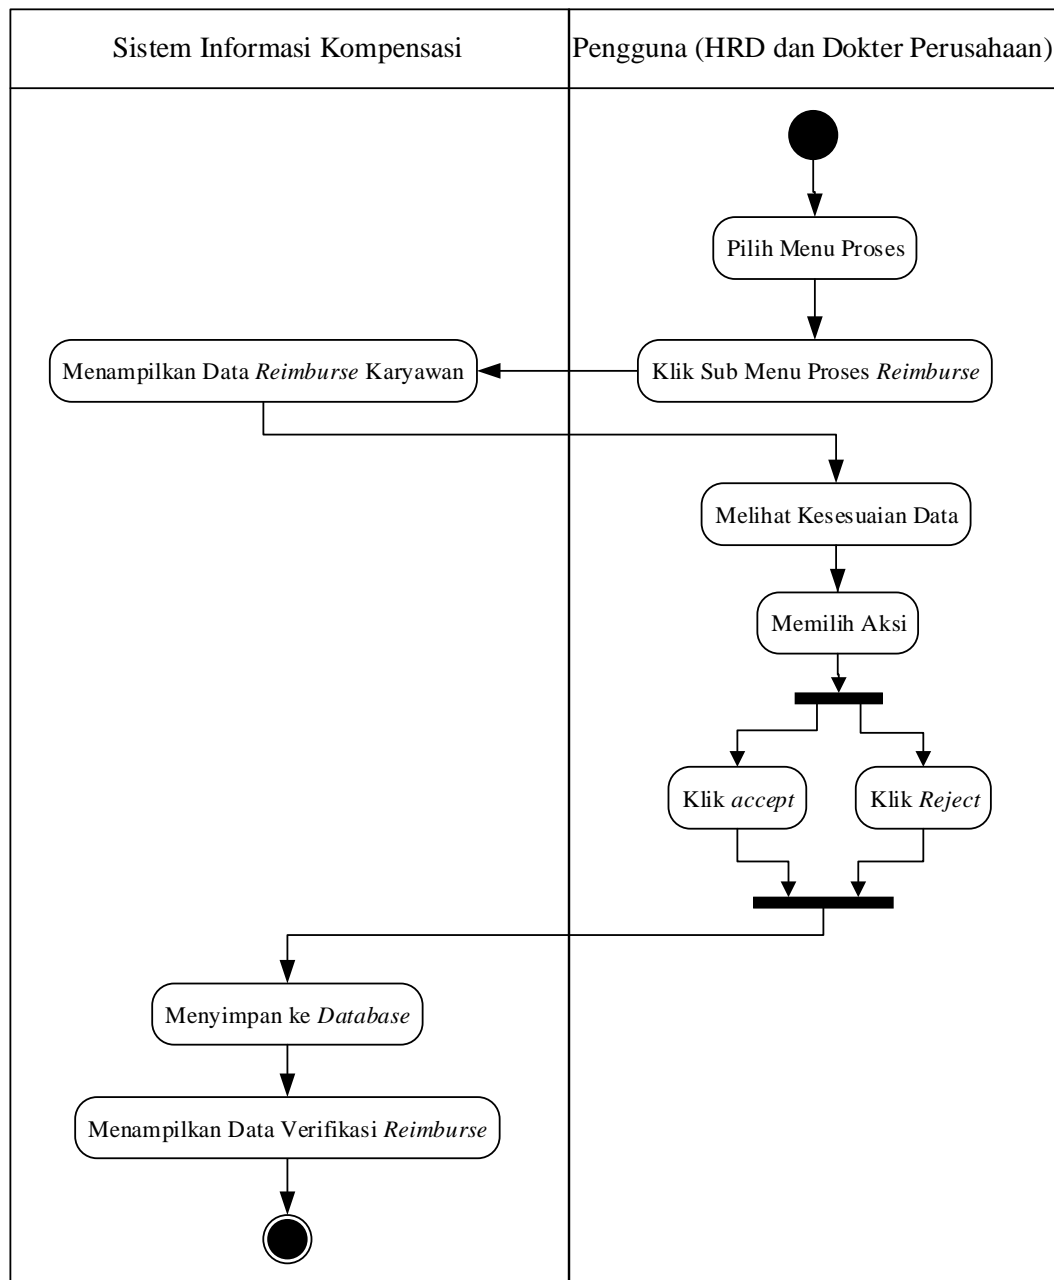 Sistem Informasi Kompensasi
Pengguna (HRD dan Dokter Perusahaan)
Pilih Menu Proses
Klik Sub Menu Proses Reimburse
Menampilkan Data Reimburse Karyawan
Melihat Kesesuaian Data
Memilih Aksi
Klik accept
Klik Reject
Menyimpan ke Database
Menampilkan Data Verifikasi Reimburse